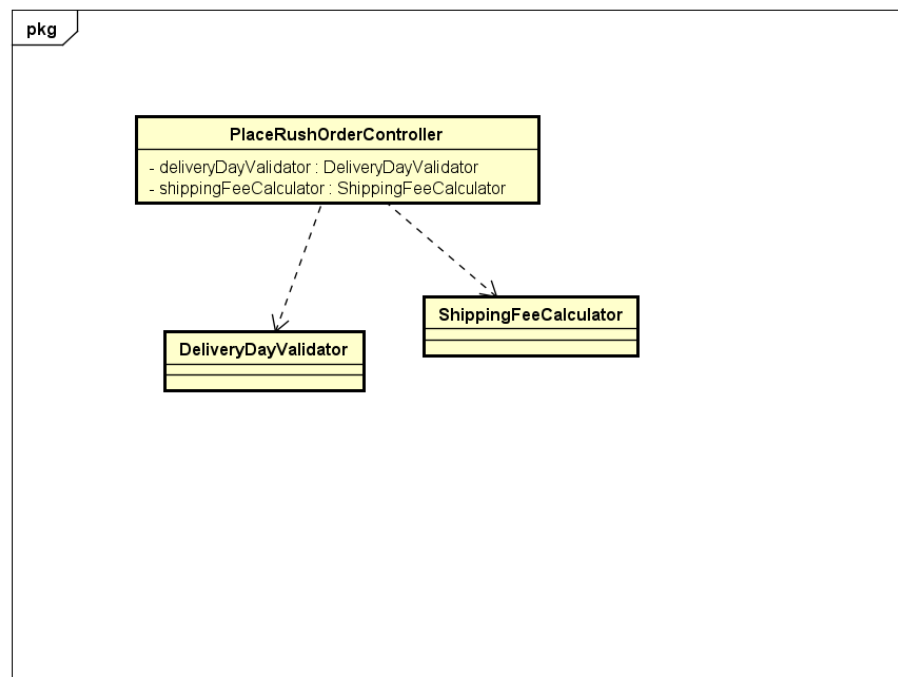 pkg
PlaceRushOrderController
- deliveryDayValidator : DeliveryDayValidator
- shippingFeeCalculator : ShippingFeeCalculator
ShippingFeeCalculator
DeliveryDayValidator